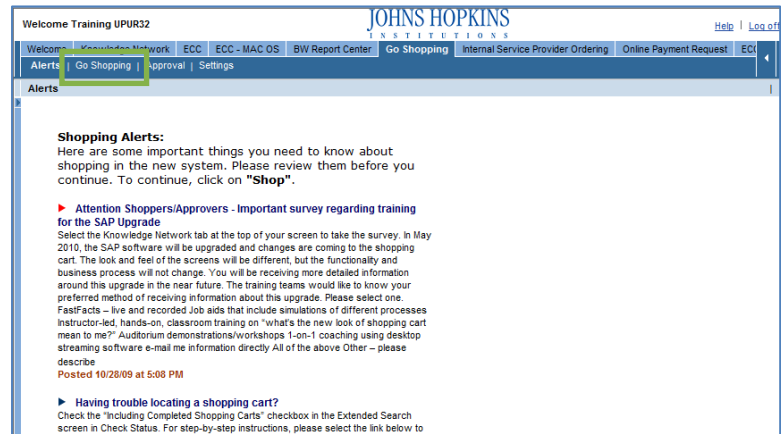 Welcome Training UPUR32
JOHNS HOPKINS
INSTITUTIONS
Help | Log off
Welcome Knowledge Network ECC ECC - MAC OS BW Report Center Go Shopping Internal Service Provider Ordering Online Payment Request ECC
Alerts | Go Shopping | Approval | Settings
Alerts
Shopping Alerts:
Here are some important things you need to know about
shopping in the new system. Please review them before you
continue. To continue, click on "Shop".
Attention Shoppers/Approvers - Important survey regarding training
for the SAP Upgrade
Select the Knowledge Network tab at the top of your screen to take the survey. In May
2010, the SAP software will be upgraded and changes are coming to the shopping
cart. The look and feel of the screens will be different, but the functionality and
business process will not change. You will be receiving more detailed information
around this upgrade in the near future. The training teams would like to know your
preferred method of receiving information about this upgrade. Please select one.
FastFacts – live and recorded Job aids that include simulations of different processes
Instructor-led, hands-on, classroom training on "what's the new look of shopping cart
mean to me?" Auditorium demonstrations/workshops 1-on-1 coaching using desktop
streaming software e-mail me information directly All of the above Other – please
describe
Posted 10/28/09 at 5:08 PM
Having trouble locating a shopping cart?
Check the "Including Completed Shopping Carts" checkbox in the Extended Search
screen in Check Status. For step-by-step instructions, please select the link below to